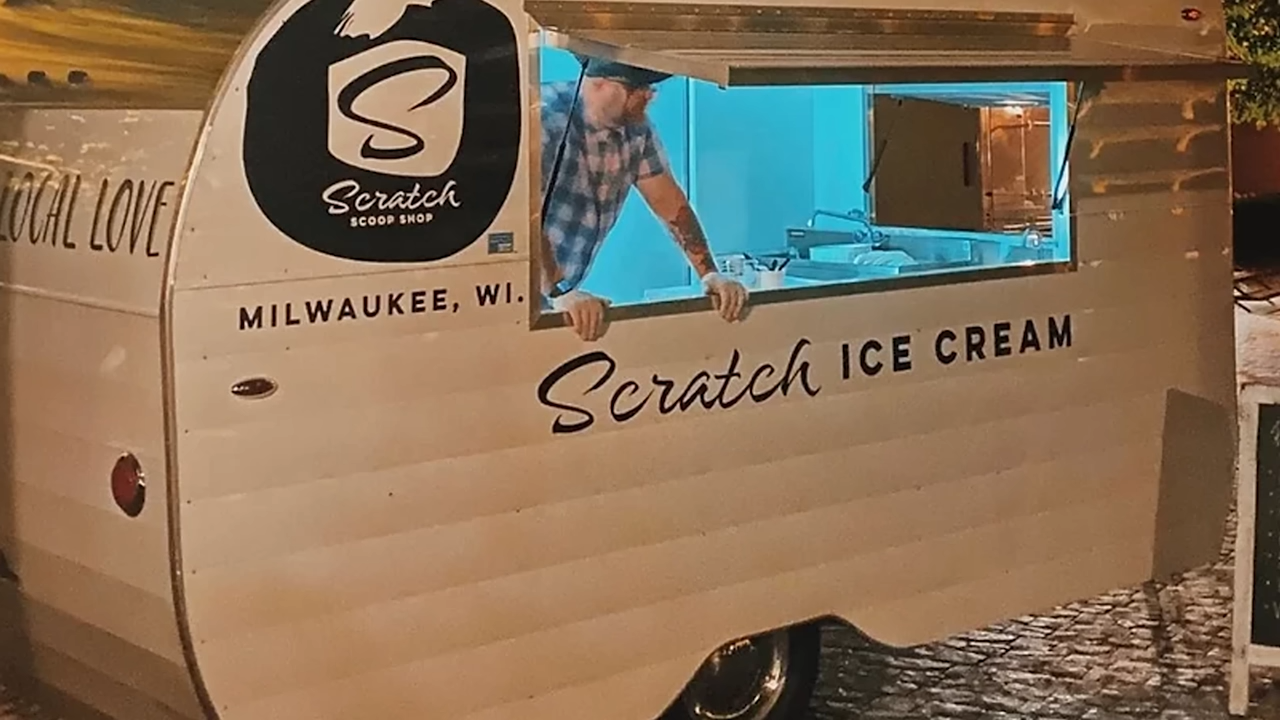 LOCAL LOVE
S
Scratch
SCOOP SHOP
MILWAUKEE, WI.
Scratch ICE CREAM